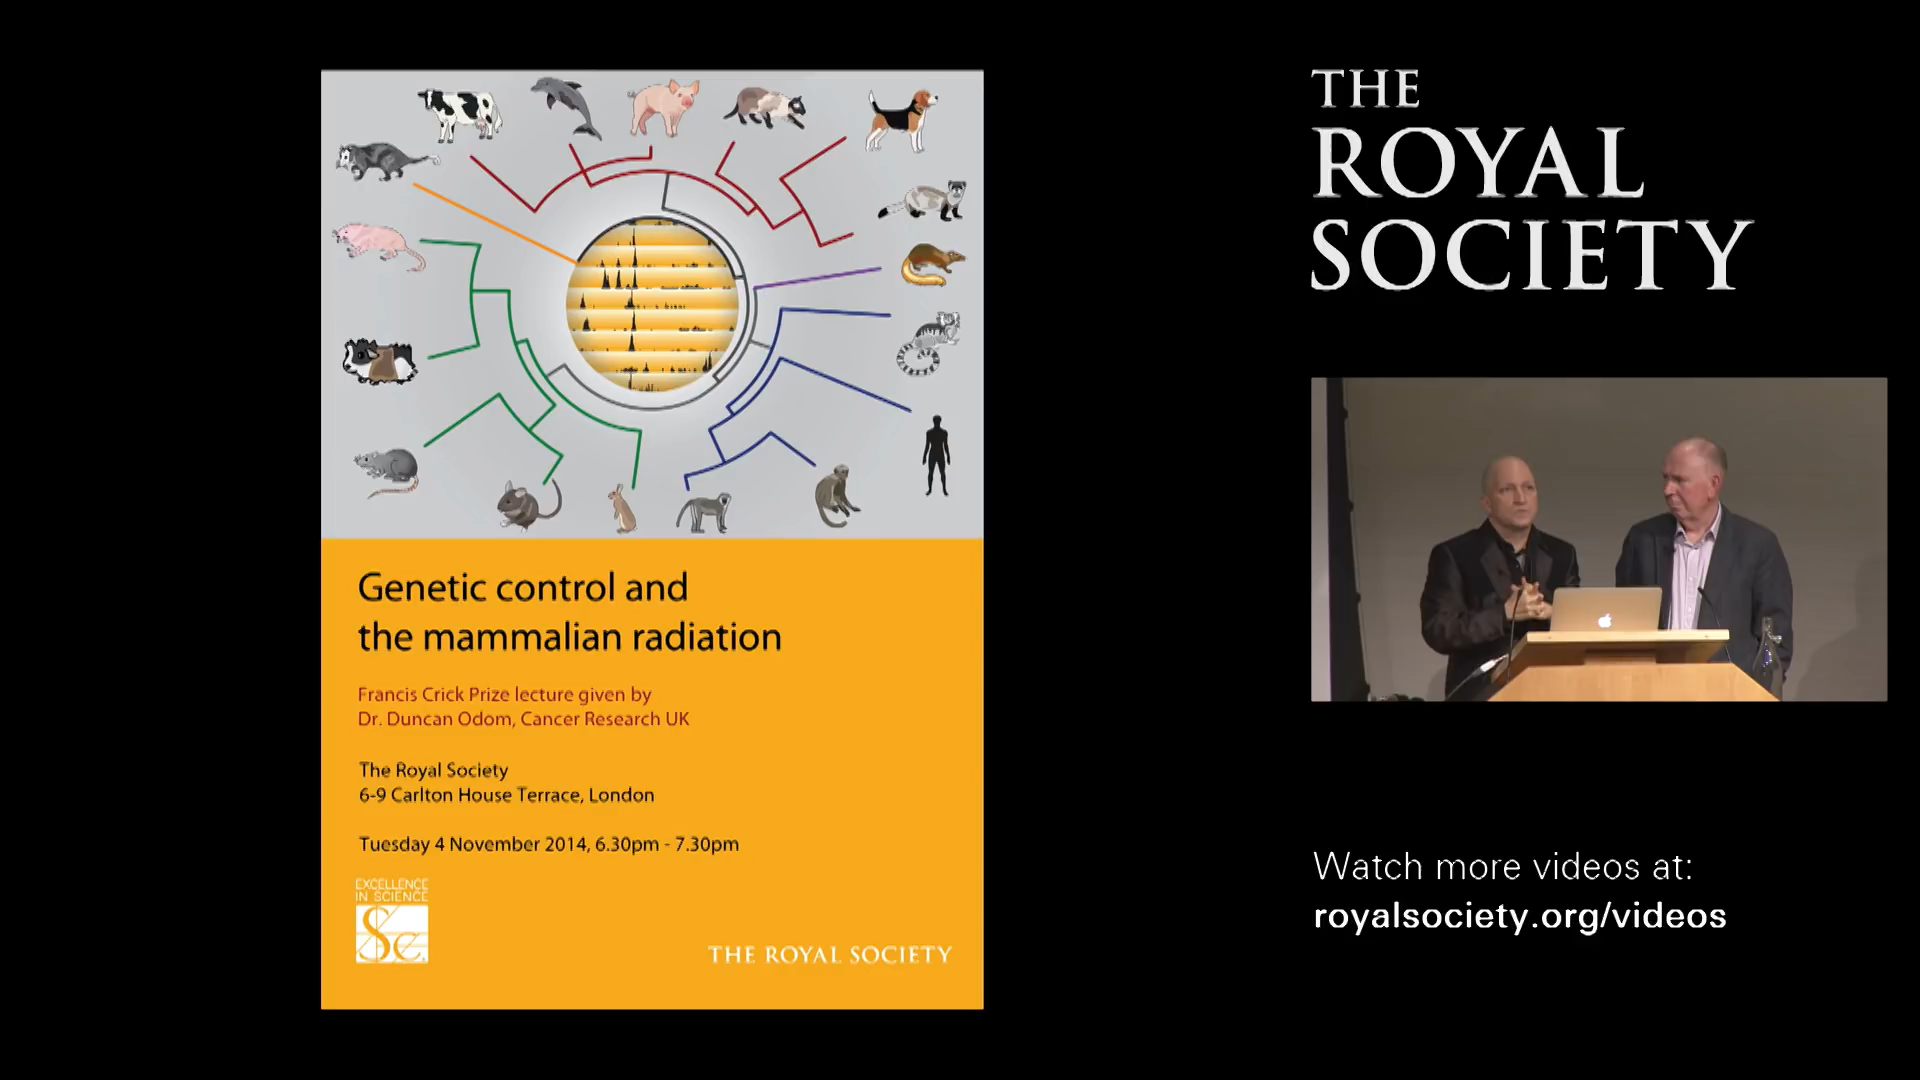 Genetic control and
the mammalian radiation
Francis Crick Prize lecture given by
Dr. Duncan Odom, Cancer Research UK
The Royal Society
6-9 Carlton House Terrace, London
Tuesday 4 November 2014, 6.30pm - 7.30pm
EXCELLENCE
IN SCIENCE
THE ROYAL SOCIETY
THE
ROYAL
SOCIETY
Watch more videos at:
royalsociety.org/videos